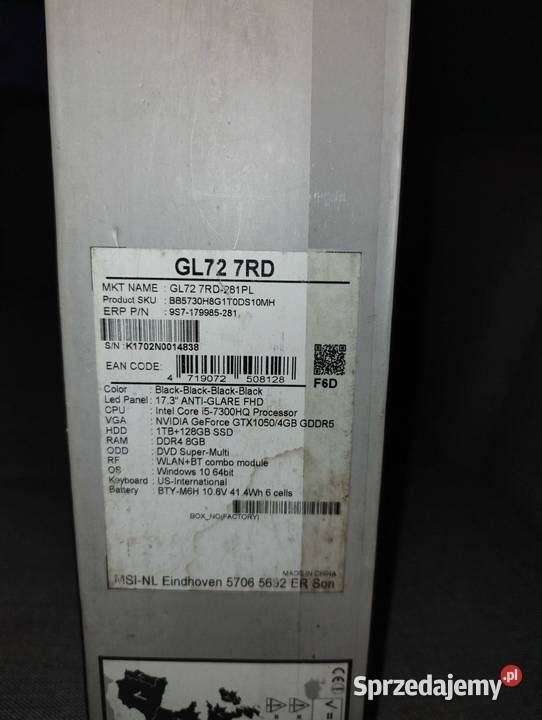 GL72 7RD
MKT NAME : GL72 7RD-281PL
Product SKU : BB5730H8G1T0DS10MH
ERP P/N : 9S7-179985-281
S/N : K1702N0014838
EAN CODE:
4 719072 508128
F6D
Color : Black-Black-Black-Black
Led Panel : 17.3" ANTI-GLARE FHD
CPU : Intel Core i5-7300HQ Processor
VGA : NVIDIA GeForce GTX1050/4GB GDDR5
HDD : 1TB+128GB SSD
RAM : DDR4 8GB
ODD : DVD Super-Multi
RF : WLAN+BT combo module
OS : Windows 10 64bit
Keyboard : US-International
Battery : BTY-M6H 10.8V 41.4Wh 6 cells
BOX_NO(FACTORY)
MADE IN CHINA
MSI-NL Eindhoven 5706 5692 ER Son
CE
V=
Sprzedajemy.pl